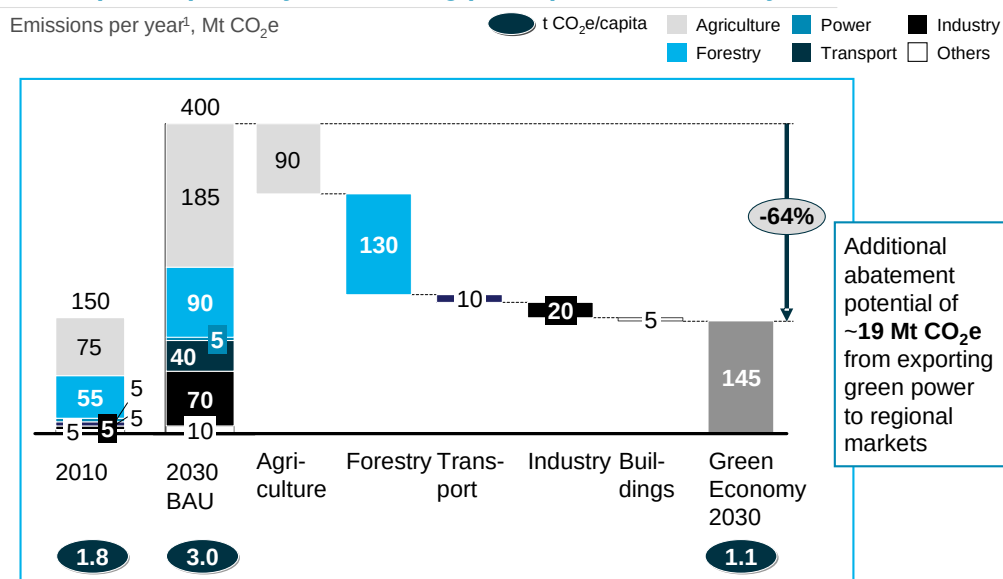 Emissions per year¹, Mt CO₂e
t CO₂e/capita
Agriculture
Power
Industry
Forestry
Transport
Others
400
90
185
130
-64%
150
90
10
20
5
75
5
40
55
5
70
145
5
5
5
10
2010
2030
BAU
Agri-
culture
Forestry
Trans-
port
Industry
Buil-
dings
Green
Economy
2030
1.8
3.0
1.1
Additional
abatement
potential of
~19 Mt CO₂e
from exporting
green power
to regional
markets